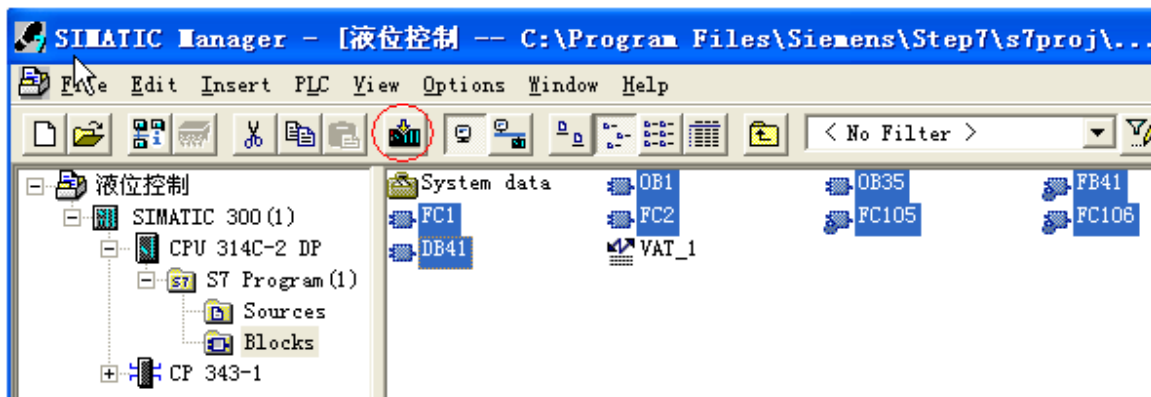 SIMATIC Manager - [液位控制 -- C:\Program Files\Siemens\Step7\s7proj\...
File Edit Insert PLC View Options Window Help
< No Filter >
液位控制
SIMATIC 300(1)
CPU 314C-2 DP
S7 Program(1)
Sources
Blocks
CP 343-1
System data OB1 OB35 FB41
FC1 FC2 FC105 FC106
DB41 VAT_1